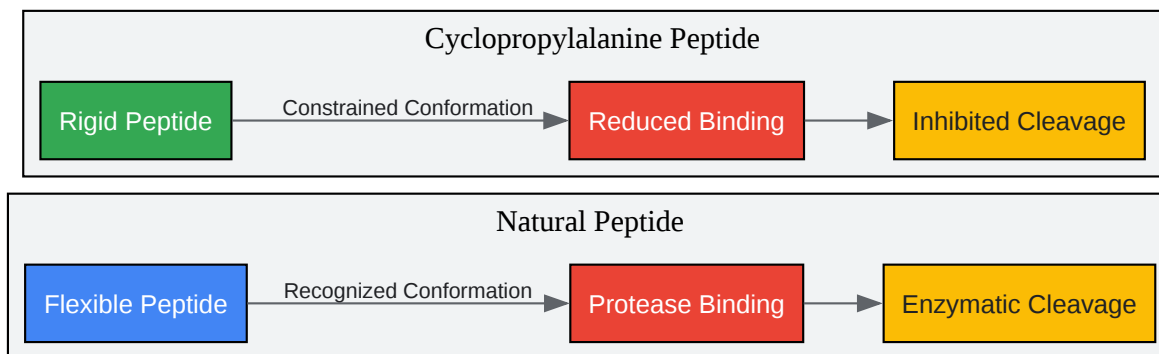 Cyclopropylalanine Peptide
Rigid Peptide
Constrained Conformation
Reduced Binding
Inhibited Cleavage
Natural Peptide
Flexible Peptide
Recognized Conformation
Protease Binding
Enzymatic Cleavage